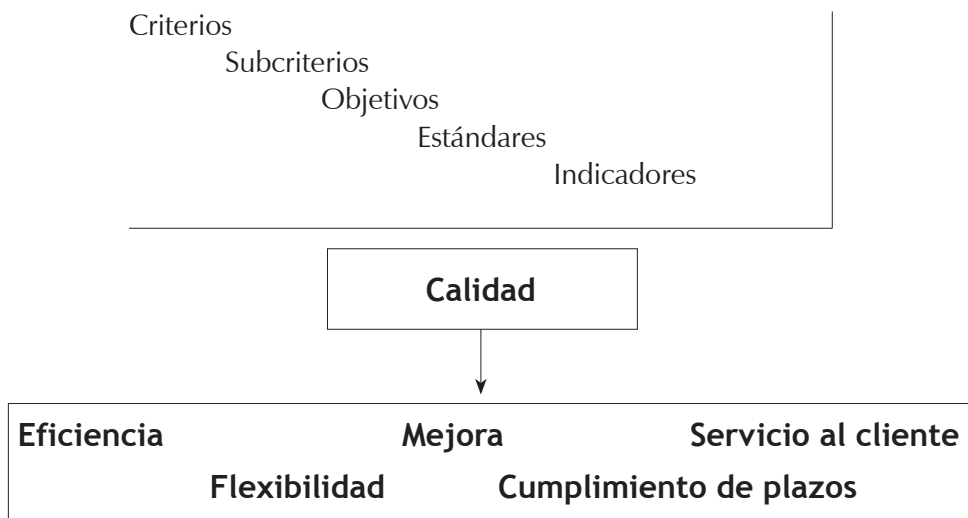 Criterios
Subcriterios
Objetivos
Estándares
Indicadores
Calidad
Eficiencia Mejora Servicio al cliente
Flexibilidad Cumplimiento de plazos